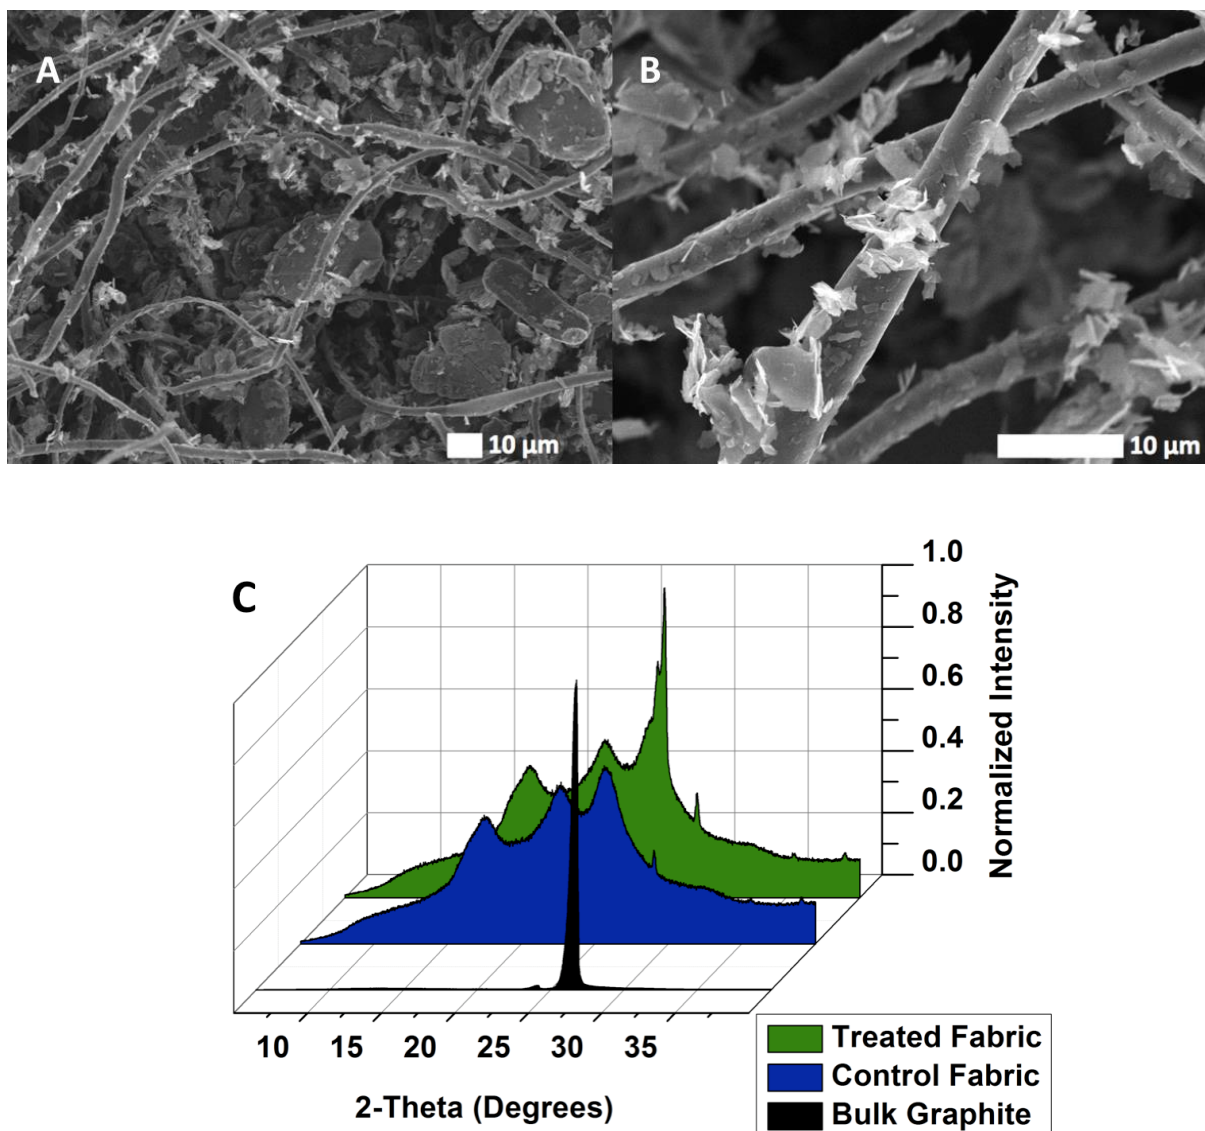 A
B
10 µm
10 µm
C
1.0
0.8
0.6
0.4
0.2
0.0
Normalized Intensity
10 15 20 25 30 35
2-Theta (Degrees)
Treated Fabric
Control Fabric
Bulk Graphite